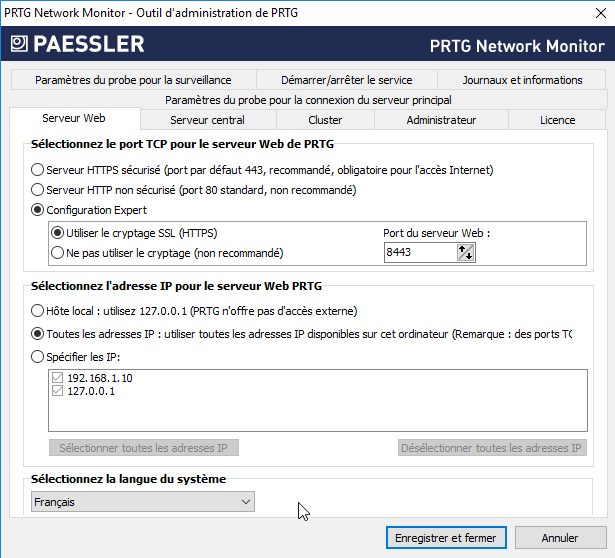 PRTG Network Monitor - Outil d'administration de PRTG
PAESSLER
PRTG Network Monitor
Paramètres du probe pour la surveillance
Démarrer/arrêter le service
Journaux et informations
Paramètres du probe pour la connexion du serveur principal
Serveur Web
Serveur central
Cluster
Administrateur
Licence
Sélectionnez le port TCP pour le serveur Web de PRTG
Serveur HTTPS sécurisé (port par défaut 443, recommandé, obligatoire pour l'accès Internet)
Serveur HTTP non sécurisé (port 80 standard, non recommandé)
Configuration Expert
Utiliser le cryptage SSL (HTTPS)
Port du serveur Web :
Ne pas utiliser le cryptage (non recommandé)
8443
Sélectionnez l'adresse IP pour le serveur Web PRTG
Hôte local : utilisez 127.0.0.1 (PRTG n'offre pas d'accès externe)
Toutes les adresses IP : utiliser toutes les adresses IP disponibles sur cet ordinateur (Remarque : des ports
Spécifier les IP:
192.168.1.10
127.0.0.1
Sélectionner toutes les adresses IP
Désélectionner toutes les adresses IP
Sélectionnez la langue du système
Français
Enregistrer et fermer
Annuler